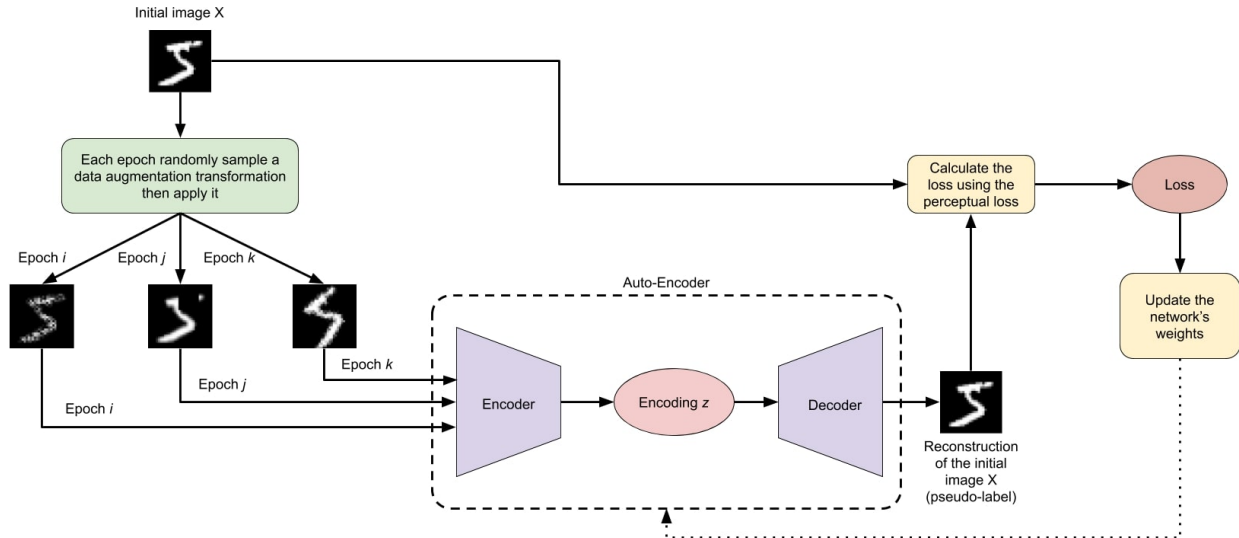 Initial image X
Each epoch randomly sample a
data augmentation transformation
then apply it
Epoch i
Epoch j
Epoch k
Epoch k
Epoch j
Epoch i
Auto-Encoder
Encoder
Encoding z
Decoder
Reconstruction
of the initial
image X
(pseudo-label)
Calculate the
loss using the
perceptual loss
Loss
Update the
network's
weights